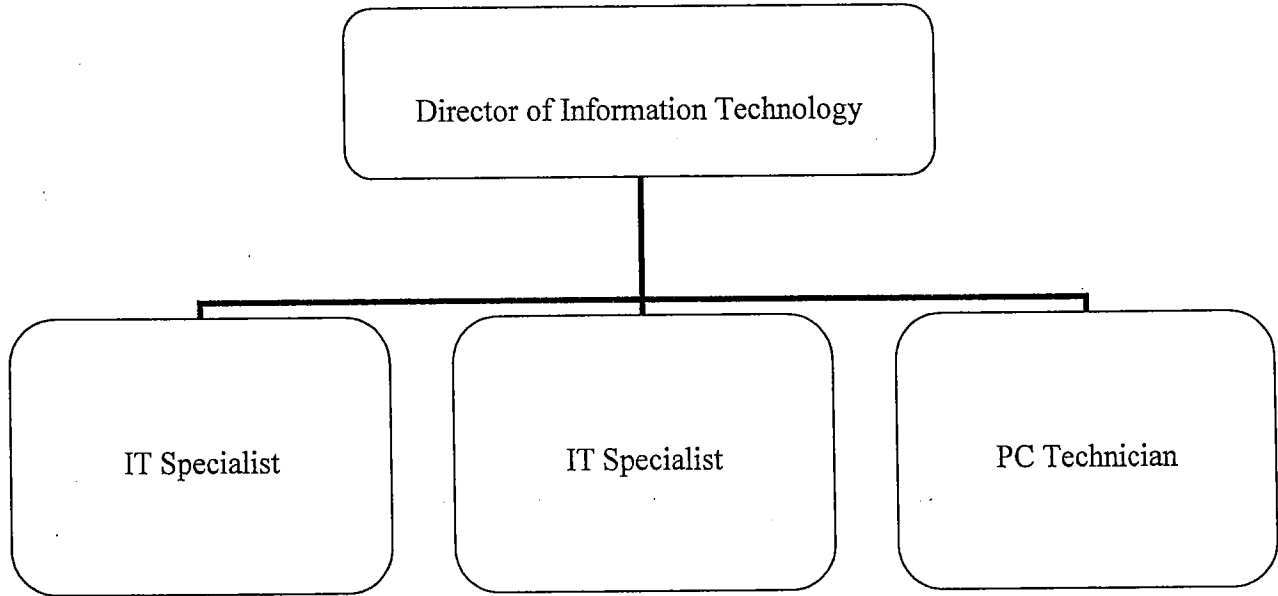 Director of Information Technology
IT Specialist
IT Specialist
PC Technician